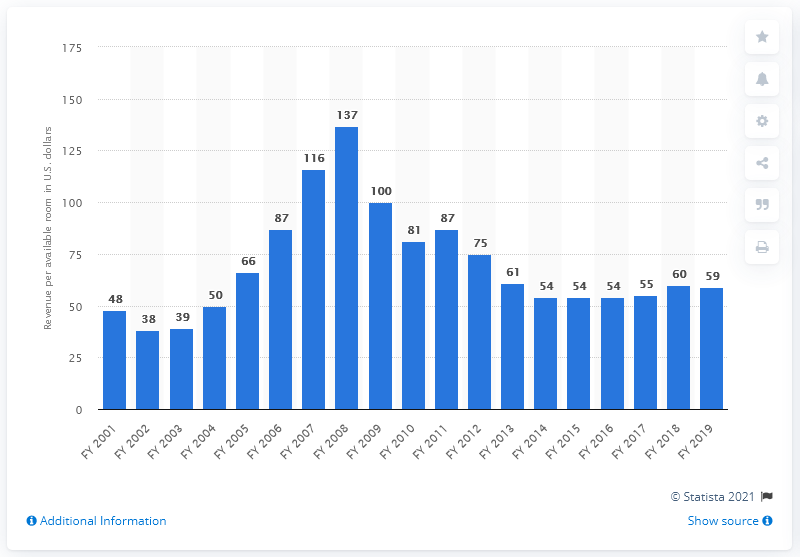 175
150
125
100
75
50
25
0
Revenue per available room in U.S. dollars
48
38
39
50
66
87
116
137
100
81
87
75
61
54
54
54
55
60
59
FY 2001
FY 2002
FY 2003
FY 2004
FY 2005
FY 2006
FY 2007
FY 2008
FY 2009
FY 2010
FY 2011
FY 2012
FY 2013
FY 2014
FY 2015
FY 2016
FY 2017
FY 2018
FY 2019
© Statista 2021
Additional Information
Show source